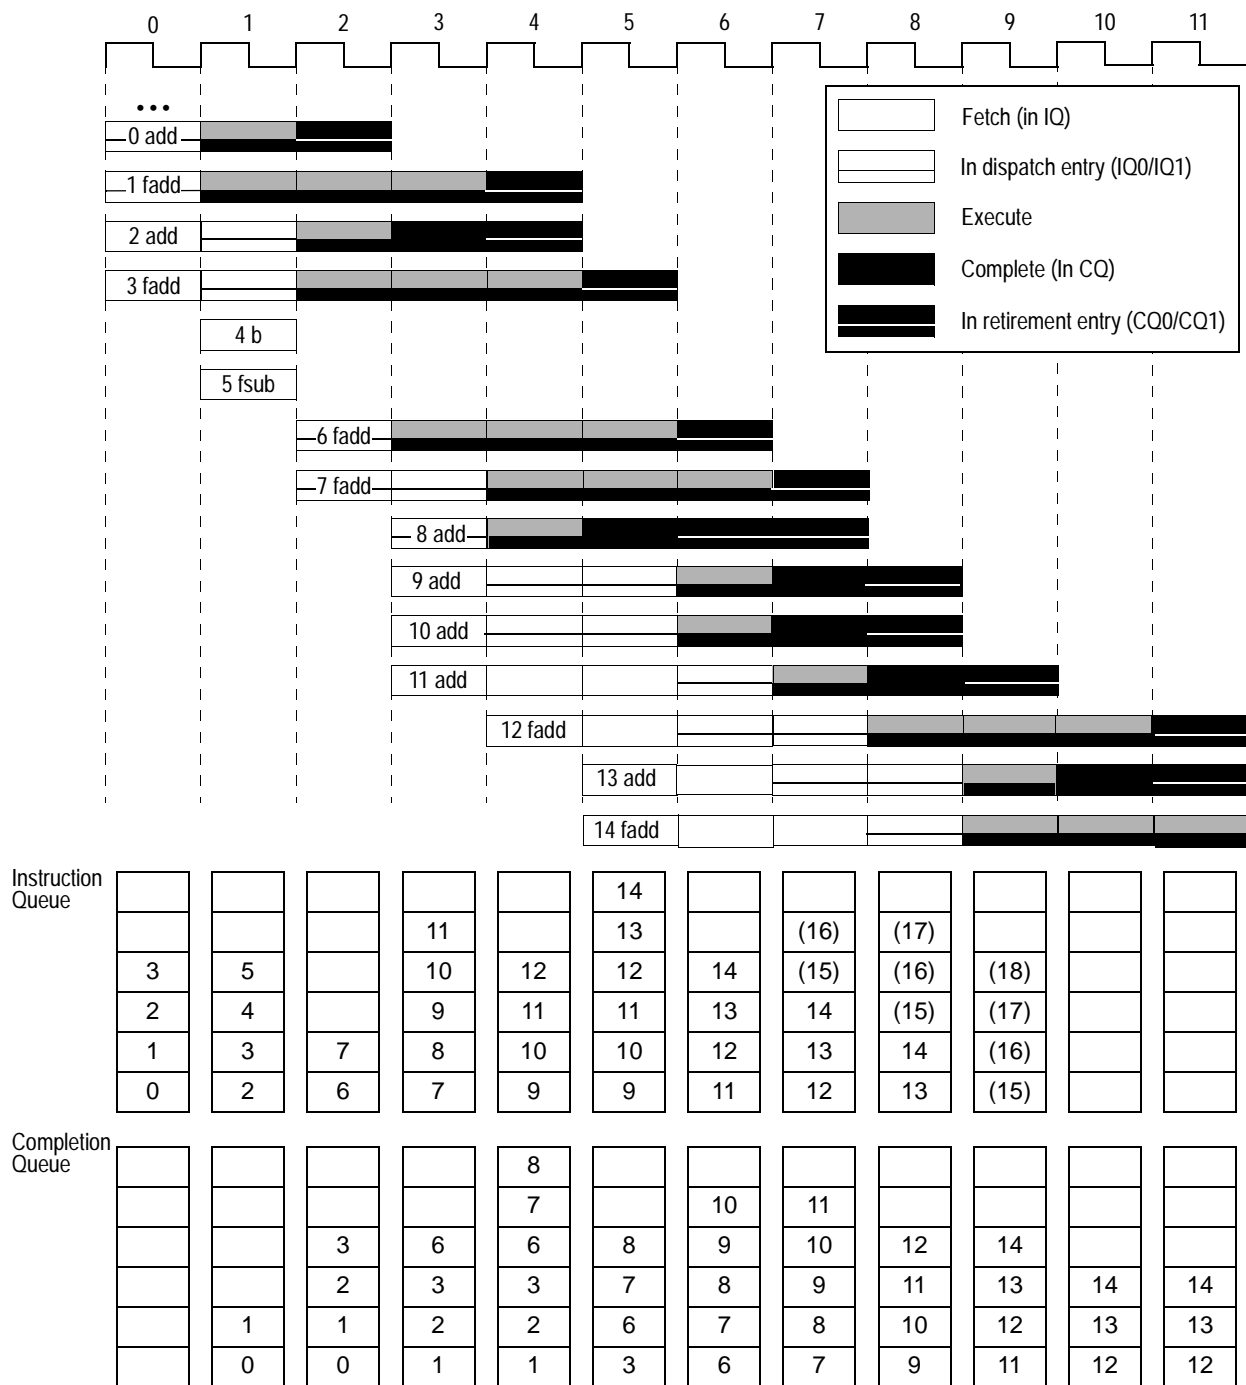 0 1 2 3 4 5 6 7 8 9 10 11
•••
0 add
1 fadd
2 add
3 fadd
4 b
5 fsub
6 fadd
7 fadd
8 add
9 add
10 add
11 add
12 fadd
13 add
14 fadd
Fetch (in IQ)
In dispatch entry (IQ0/IQ1)
Execute
Complete (In CQ)
In retirement entry (CQ0/CQ1)
Instruction
Queue
14
11 13 (16) (17)
3 5 10 12 12 14 (15) (16) (18)
2 4 9 11 11 13 14 (15) (17)
1 3 7 8 10 10 12 13 14 (16)
0 2 6 7 9 9 11 12 13 (15)
Completion
Queue
8
7 10 11
3 6 6 8 9 10 12 14
2 3 3 7 8 9 11 13 14 14
1 1 2 2 6 7 8 10 12 13 13
0 0 1 1 3 6 7 9 11 12 12